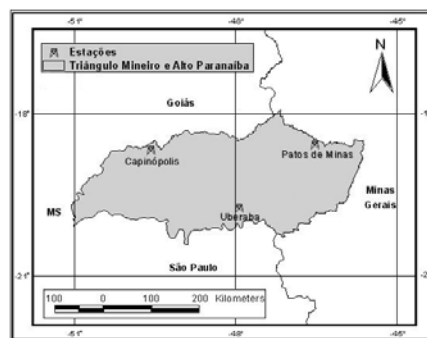 -51 -48 -45
Estações
Triângulo Mineiro e Alto Paranaíba
N
Goiás
-18 -18
Capinópolis
Patos de Minas
MS
Uberaba
Minas
Gerais
São Paulo
-21°
100 0 100 200 Kilometers
-51 -48 -45